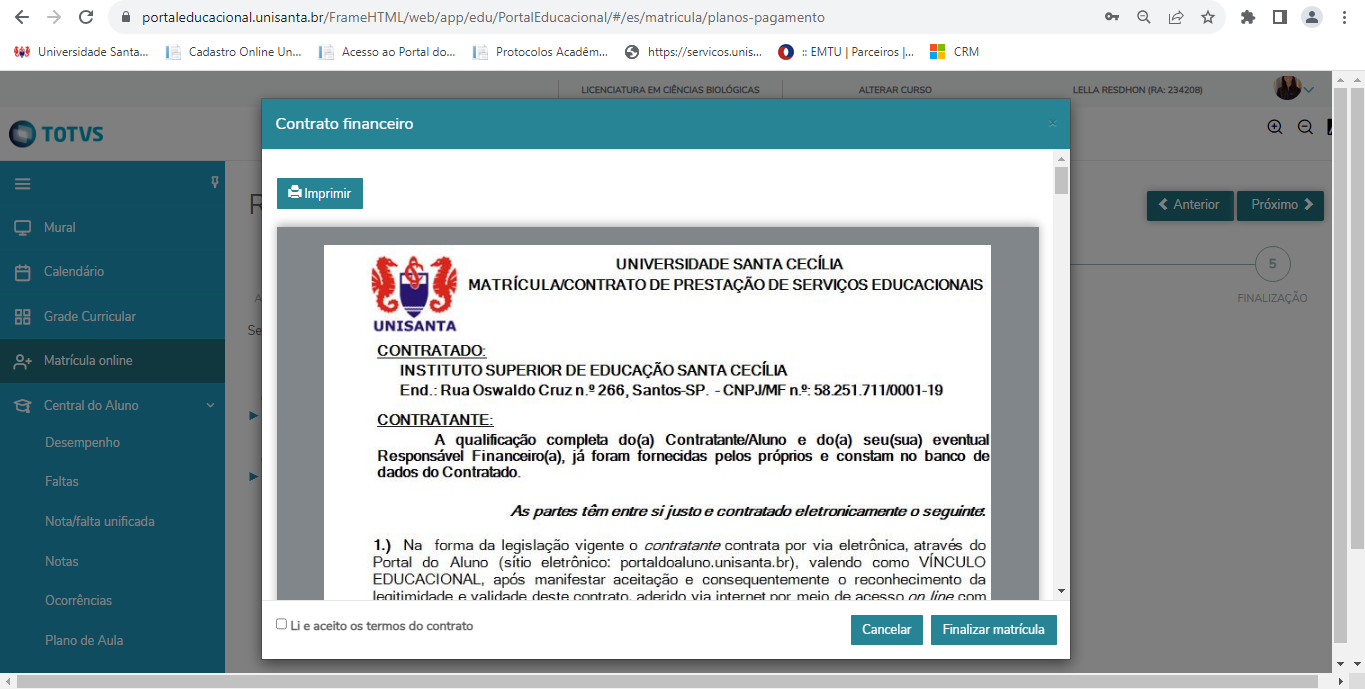 portaleducacional.unisanta.br/FrameHTML/web/app/edu/PortalEducacional/#/es/matricula/planos-pagamento
Universidade Santa...
Cadastro Online Un...
Acesso ao Portal do...
Protocolos Acadêm...
https://servicos.unis...
:: EMTU | Parceiros |...
CRM
LICENCIATURA EM CIÊNCIAS BIOLÓGICAS
ALTERAR CURSO
LELLA RESDHON (RA: 234208)
TOTVS
Contrato financeiro
×
Mural
Calendário
Grade Curricular
Matrícula online
Central do Aluno
Desempenho
Faltas
Nota/falta unificada
Notas
Ocorrências
Plano de Aula
Anterior
Próximo
5
FINALIZAÇÃO
Imprimir
UNISANTA
UNIVERSIDADE SANTA CECÍLIA
MATRÍCULA/CONTRATO DE PRESTAÇÃO DE SERVIÇOS EDUCACIONAIS
CONTRATADO:
INSTITUTO SUPERIOR DE EDUCAÇÃO SANTA CECÍLIA
End.: Rua Oswaldo Cruz n.º 266, Santos-SP. - CNPJ/MF n.º: 58.251.711/0001-19
CONTRATANTE:
A qualificação completa do(a) Contratante/Aluno e do(a) seu(sua) eventual
Responsável Financeiro(a), já foram fornecidas pelos próprios e constam no banco de
dados do Contratado.
As partes têm entre si justo e contratado eletronicamente o seguinte:
1.) Na forma da legislação vigente o contratante contrata por via eletrônica, através do
Portal do Aluno (sítio eletrônico: portaldoaluno.unisanta.br), valendo como VÍNCULO
EDUCACIONAL, após manifestar aceitação e consequentemente o reconhecimento da
legitimidade e validade deste contrato, aderido via internet por meio de acesso on line com
Li e aceito os termos do contrato
Cancelar
Finalizar matrícula